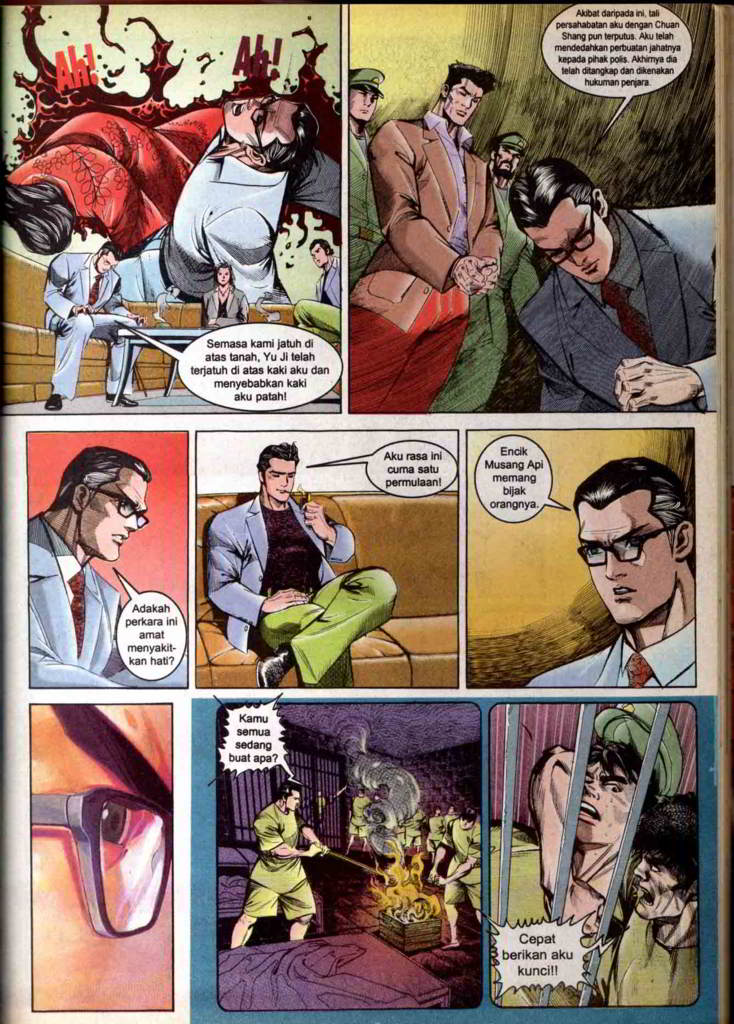 Ah!
Ah!
Semasa kami jatuh di
atas tanah, Yu Ji telah
terjatuh di atas kaki aku dan
menyebabkan kaki
aku patah!
Akibat daripada ini, tali
persahabatan aku dengan Chuan
Shang pun terputus. Aku telah
mendedahkan perbuatan jahatnya
kepada pihak polis. Akhirnya dia
telah ditangkap dan dikenakan
hukuman penjara.
Adakah
perkara ini
amat
menyakit-
kan hati?
Aku rasa ini
cuma satu
permulaan!
Encik
Musang Api
memang
bijak
orangnya.
Kamu
semua
sedang
buat apa?
Cepat
berikan aku
kunci!!